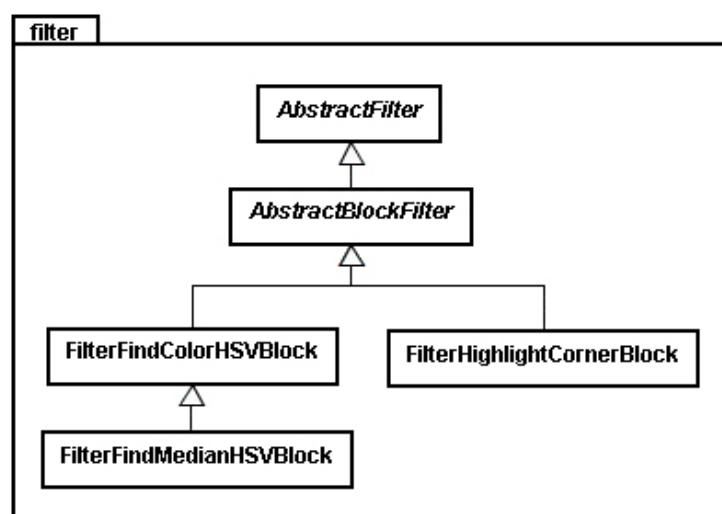 filter
AbstractFilter
AbstractBlockFilter
FilterFindColorHSVBlock
FilterHighlightCornerBlock
FilterFindMedianHSVBlock